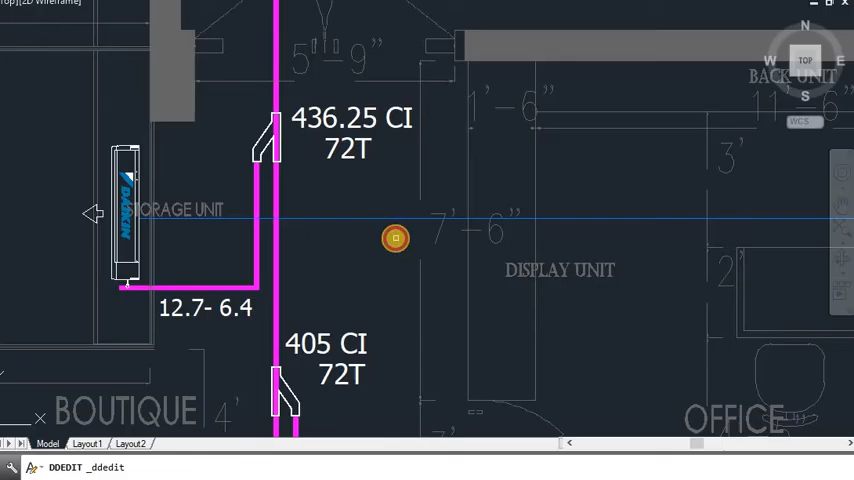 Top][2D Wireframe]
N
5'-9"
W
TOP
E
BACK UNIT
S
1'-6"
11'-6"
WCS
436.25 CI
72T
3'
DAIKIN
STORAGE UNIT
7'-6"
DISPLAY UNIT
2'
12.7- 6.4
405 CI
72T
BOUTIQUE
4'
OFFICE
Model
Layout1
Layout2
DDEDIT _ddedit